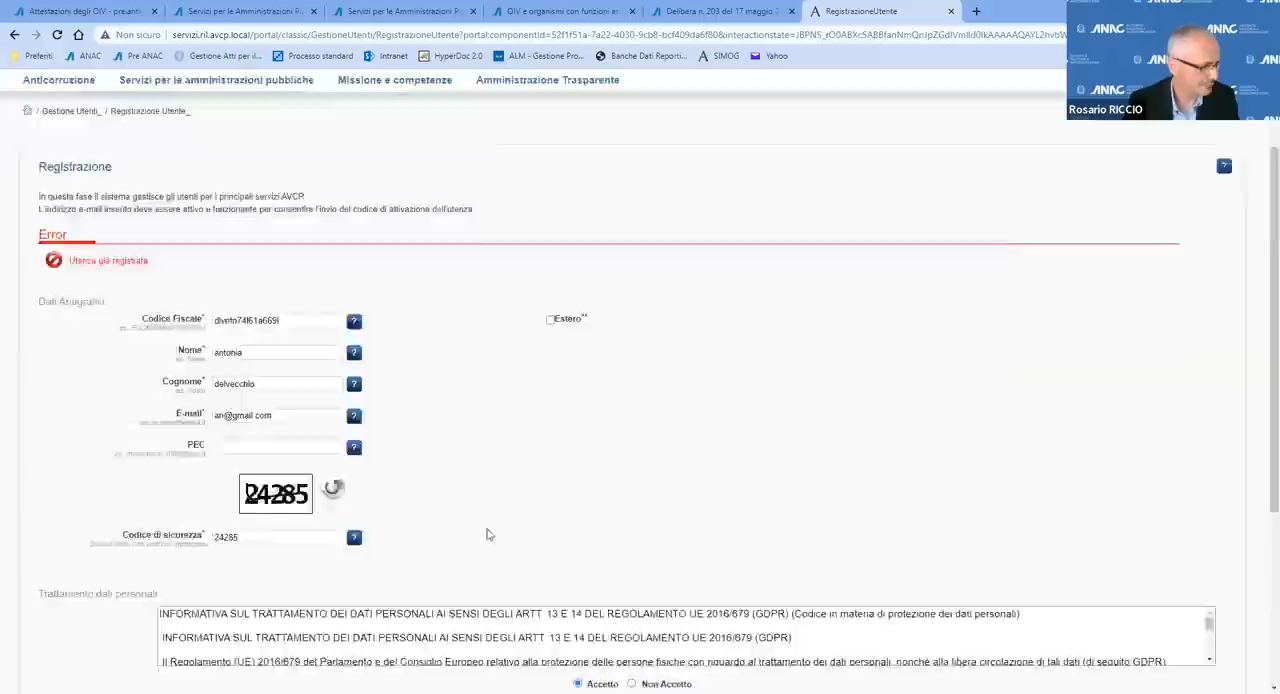 Attestazioni degli OIV - presenta
Servizi per le Amministrazioni P
Servizi per le Amministrazioni P
OIV e organismi con funzioni an
Delibera n. 203 del 17 maggio 2
RegistrazioneUtente
Non sicuro
Preferiti
ANAC
Pre ANAC
Gestione Atti per il...
Processo standard
Intranet
HyperDoc 2.0
ALM - Gestione Pro...
Banche Dati Reporti...
SIMOG
Yahoo
Anticorruzione
Servizi per le amministrazioni pubbliche
Missione e competenze
Amministrazione Trasparente
ANAC
Rosario RICCIO
/ Gestione Utenti_ / Registrazione Utente_
Registrazione
In questa fase il sistema gestisce gli utenti per i principali servizi AVCP
L'indirizzo e-mail inserito deve essere attivo e funzionante per consentire l'invio del codice di attivazione dell'utenza
Error
Utenza già registrata
Dati Anagrafici
Codice Fiscale*
Estero**
Nome*
antonia
Cognome*
delvecchio
E-mail*
an@gmail.com
PEC
24285
Codice di sicurezza*
24285
Trattamento dati personali
INFORMATIVA SUL TRATTAMENTO DEI DATI PERSONALI AI SENSI DEGLI ARTT 13 E 14 DEL REGOLAMENTO UE 2016/679 (GDPR) (Codice in materia di protezione dei dati personali)
INFORMATIVA SUL TRATTAMENTO DEI DATI PERSONALI AI SENSI DEGLI ARTT 13 E 14 DEL REGOLAMENTO UE 2016/679 (GDPR)
Il Regolamento (UE) 2016/679 del Parlamento e del Consiglio Europeo relativo alla protezione delle persone fisiche con riguardo al trattamento dei dati personali, nonché alla libera circolazione di tali dati (di seguito GDPR)
Accetto
Non Accetto